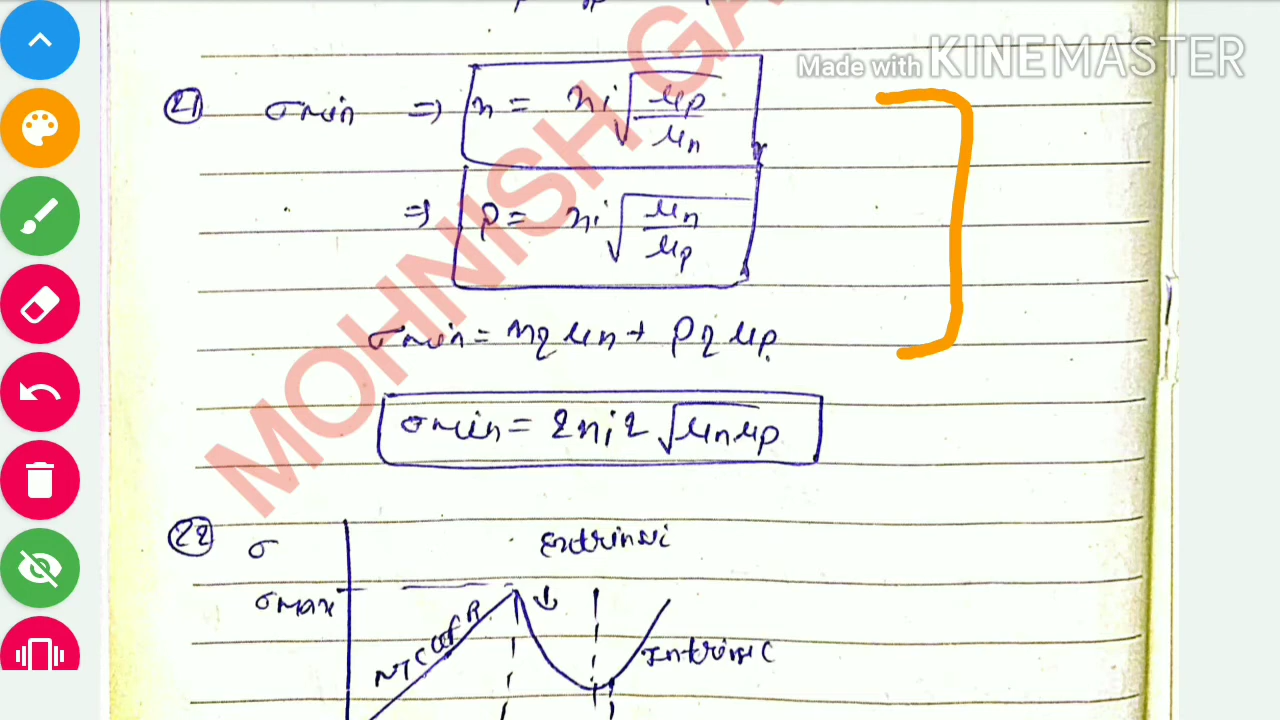 Made with KINEMASTER
MOHNISH GA
21 σmin ⇒ n = ni √(μp/μn)
⇒ p = ni √(μn/μp)
σmin = nqμn + pqμp
σmin = 2niq √μnμp
22 σ Extrinsi
σmax
NTC of R
Intrinsic